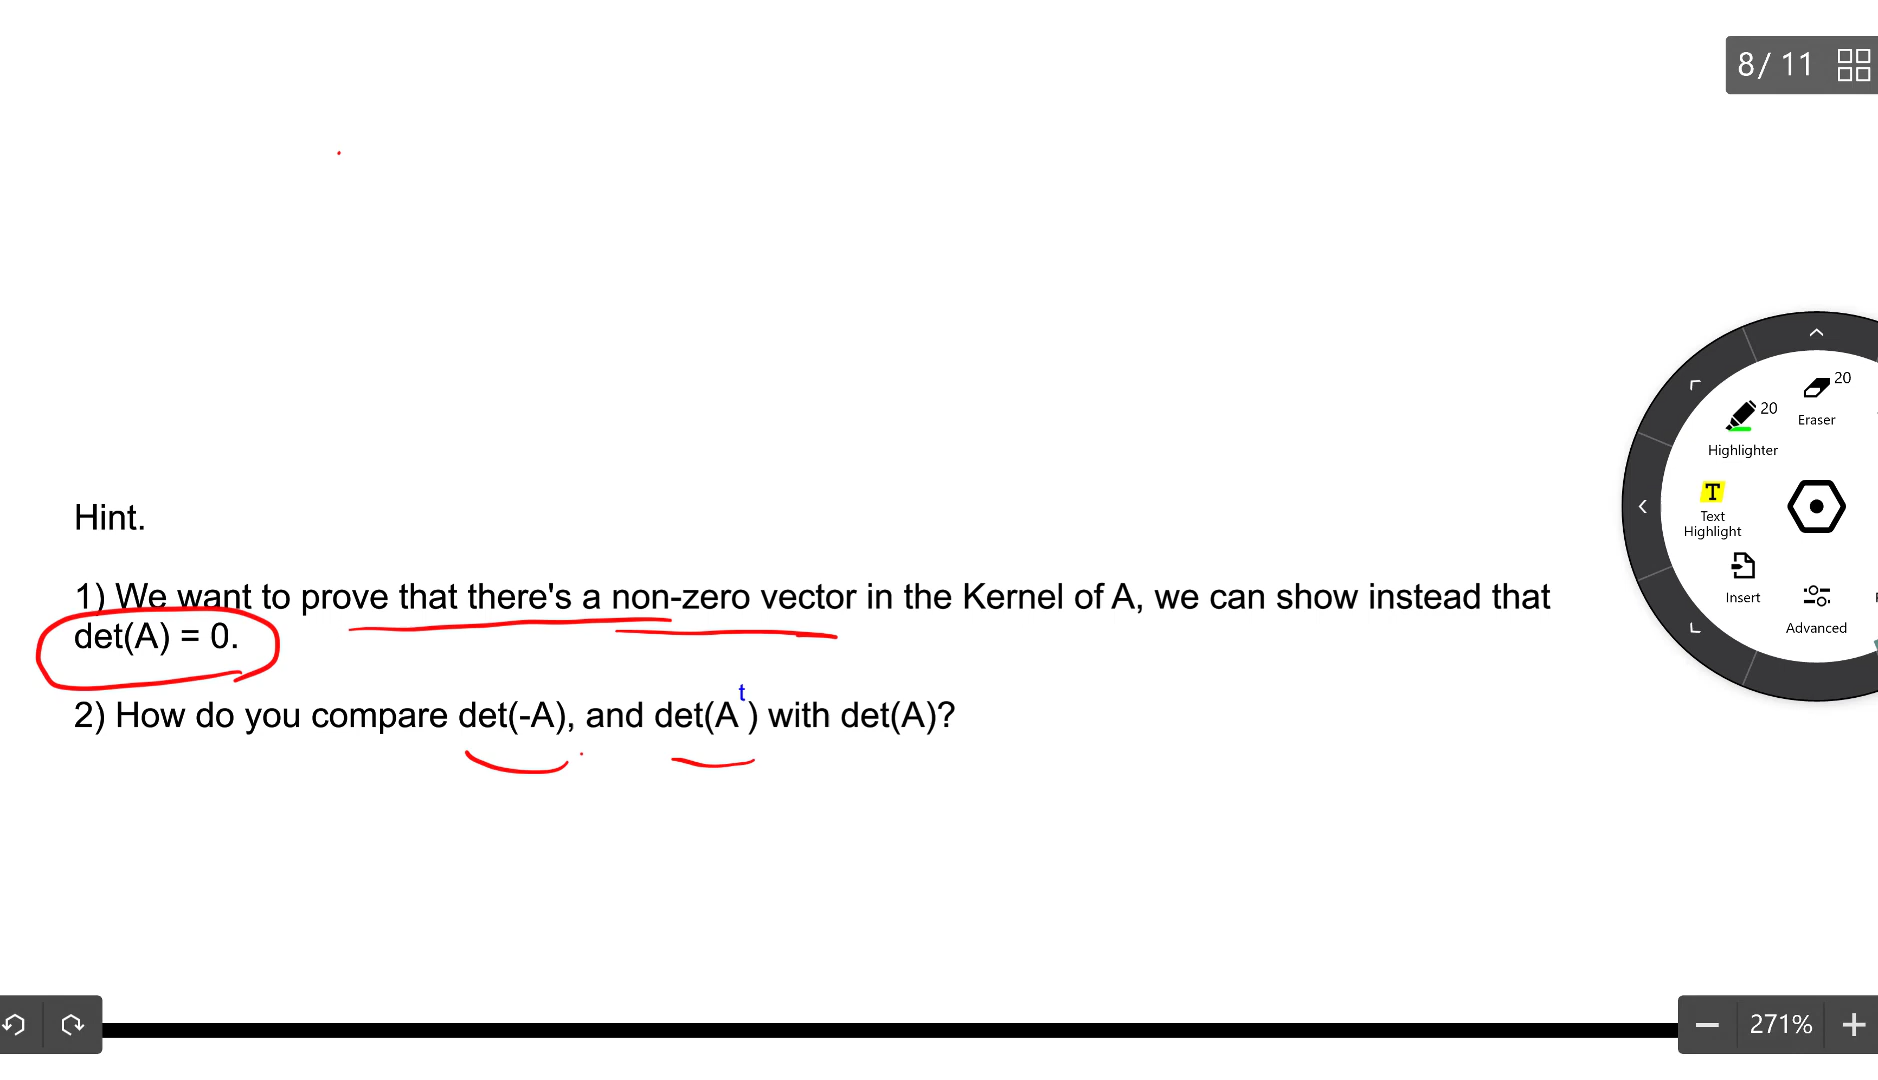 8/ 11
20
Eraser
20
Highlighter
T
Text
Highlight
Insert
Advanced
Hint.
1) We want to prove that there's a non-zero vector in the Kernel of A, we can show instead that
det(A) = 0.
2) How do you compare det(-A), and det(A^t) with det(A)?
271%